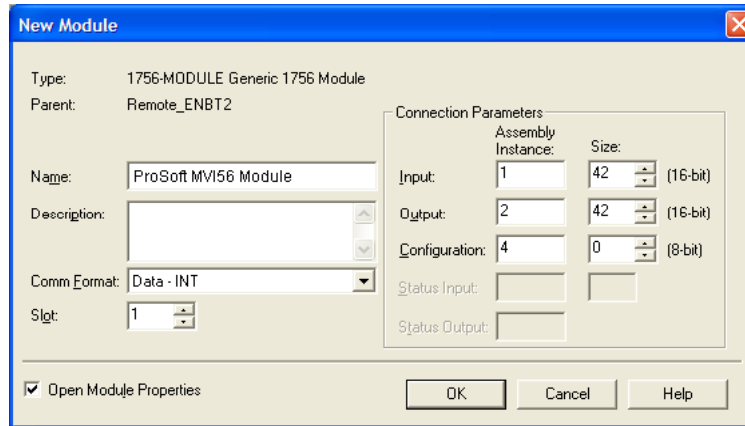 New Module
Type: 1756-MODULE Generic 1756 Module
Parent: Remote_ENBT2
Name: ProSoft MVI56 Module
Description:
Comm Format: Data - INT
Slot: 1
Connection Parameters
Assembly
Instance: Size:
Input: 1 42 (16-bit)
Output: 2 42 (16-bit)
Configuration: 4 0 (8-bit)
Status Input:
Status Output:
Open Module Properties
OK Cancel Help